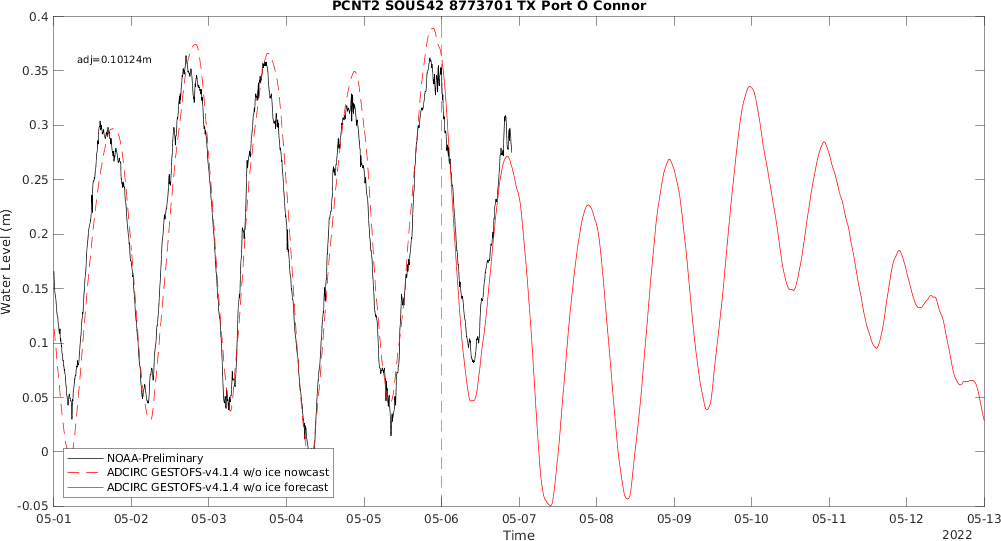 PCNT2 SOUS42 8773701 TX Port O Connor
adj=0.10124m
Water Level (m)
0.4
0.35
0.3
0.25
0.2
0.15
0.1
0.05
0
-0.05
NOAA-Preliminary
ADCIRC GESTOFS-v4.1.4 w/o ice nowcast
ADCIRC GESTOFS-v4.1.4 w/o ice forecast
05-01 05-02 05-03 05-04 05-05 05-06 05-07 05-08 05-09 05-10 05-11 05-12 05-13
Time
2022